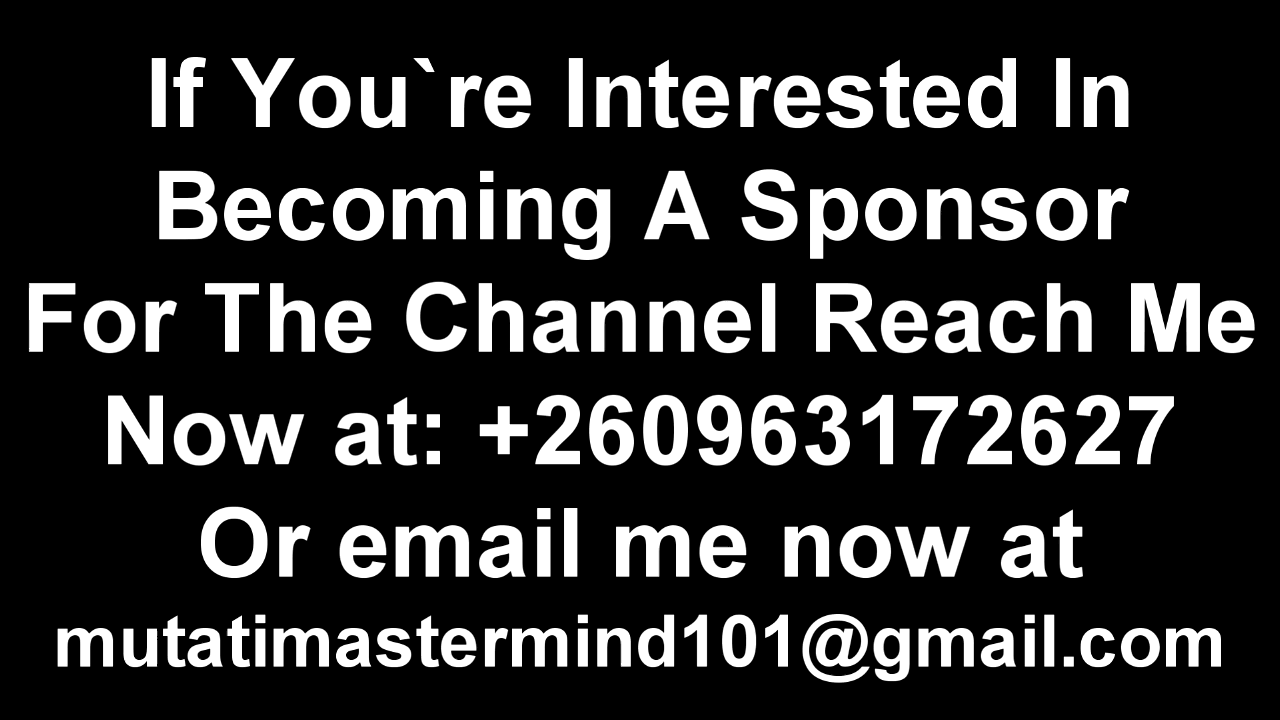 If You`re Interested In
Becoming A Sponsor
For The Channel Reach Me
Now at: +260963172627
Or email me now at
mutatimastermind101@gmail.com